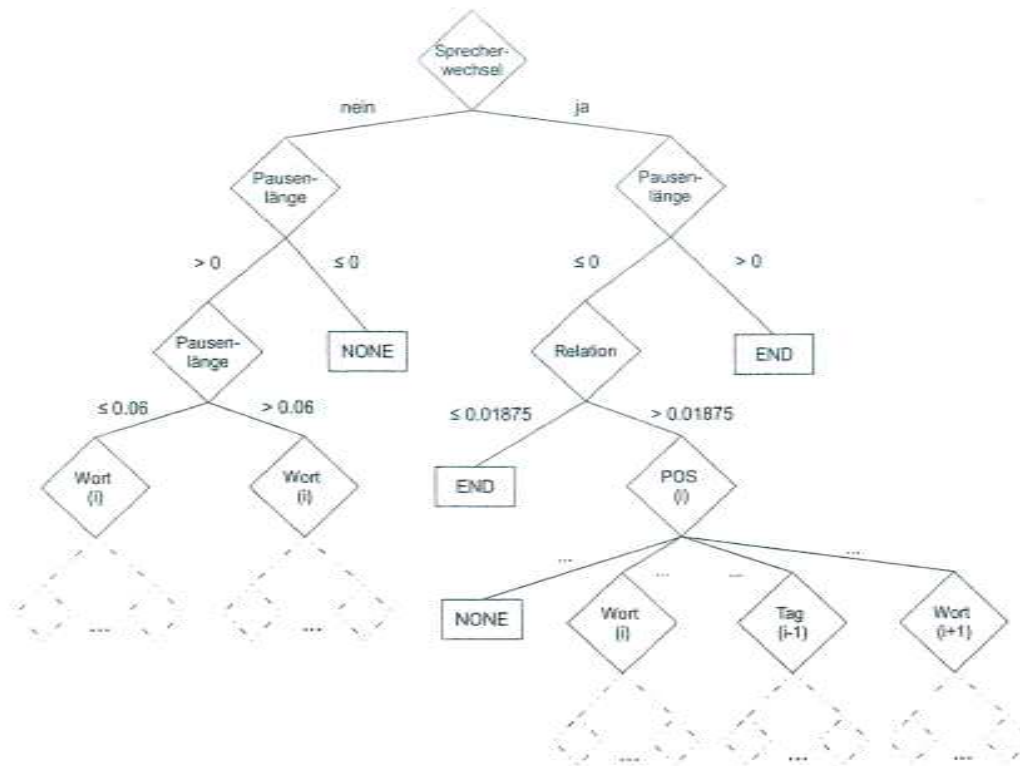 Sprecher-
wechsel
nein
ja
Pausen-
länge
Pausen-
länge
> 0
≤ 0
≤ 0
> 0
Pausen-
länge
NONE
Relation
END
≤ 0.06
> 0.06
≤ 0.01875
> 0.01875
Wort
(i)
Wort
(i)
END
POS
(i)
...
...
...
...
NONE
Wort
(i)
Tag
(i-1)
Wort
(i+1)
...
...
...
...
...